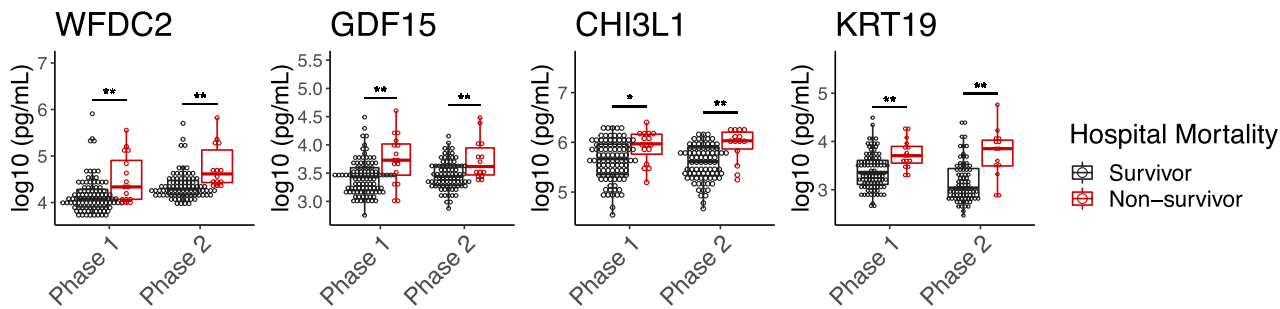 WFDC2 GDF15 CHI3L1 KRT19
log10 (pg/mL)
7
6
5
4
**
**
Phase 1
Phase 2
log10 (pg/mL)
5.5
5.0
4.5
4.0
3.5
3.0
**
**
Phase 1
Phase 2
log10 (pg/mL)
7
6
5
*
**
Phase 1
Phase 2
log10 (pg/mL)
5
4
3
**
**
Phase 1
Phase 2
Hospital Mortality
Survivor
Non−survivor